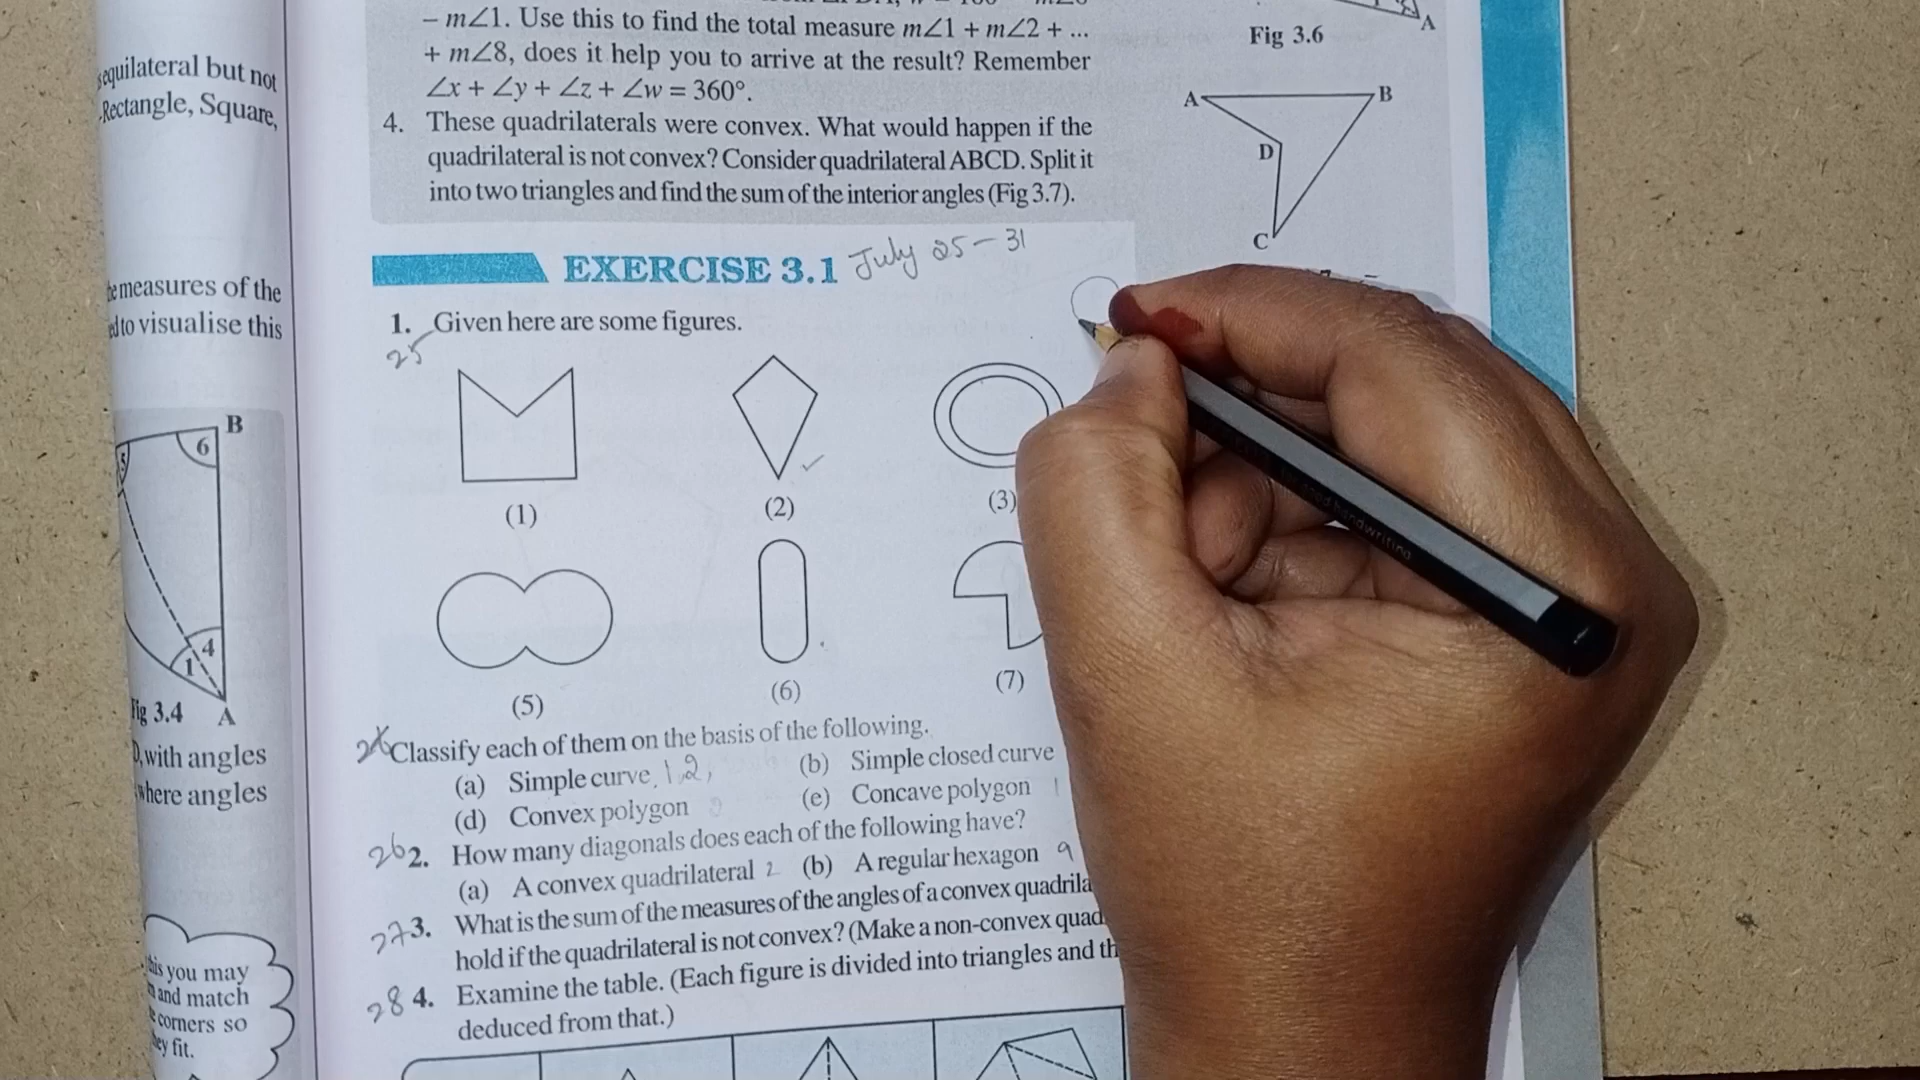 equilateral but not
Rectangle, Square,
measures of the
to visualise this
B
6
5
4
1
Fig 3.4 A
with angles
where angles
this you may
and match
corners so
they fit.
– m∠1. Use this to find the total measure m∠1 + m∠2 + ...
+ m∠8, does it help you to arrive at the result? Remember
∠x + ∠y + ∠z + ∠w = 360°.
4. These quadrilaterals were convex. What would happen if the
quadrilateral is not convex? Consider quadrilateral ABCD. Split it
into two triangles and find the sum of the interior angles (Fig 3.7).
A
Fig 3.6
A B
D
C
EXERCISE 3.1 July 25 – 31
1. Given here are some figures.
25
(1) (2) (3)
(5) (6) (7)
Classify each of them on the basis of the following.
(a) Simple curve 1,2, (b) Simple closed curve
(d) Convex polygon (e) Concave polygon 1
26 2. How many diagonals does each of the following have?
(a) A convex quadrilateral 2 (b) A regular hexagon 9
27 3. What is the sum of the measures of the angles of a convex quadrila
hold if the quadrilateral is not convex? (Make a non-convex quad
28 4. Examine the table. (Each figure is divided into triangles and th
deduced from that.)
good handwriting